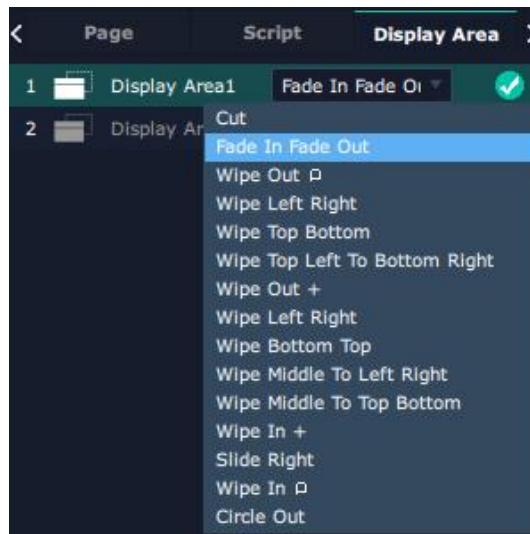 Page Script Display Area
1 Display Area1 Fade In Fade
2 Display
Cut
Fade In Fade Out
Wipe Out
Wipe Left Right
Wipe Top Bottom
Wipe Top Left To Bottom Right
Wipe Out +
Wipe Left Right
Wipe Bottom Top
Wipe Middle To Left Right
Wipe Middle To Top Bottom
Wipe In +
Slide Right
Wipe In
Circle Out